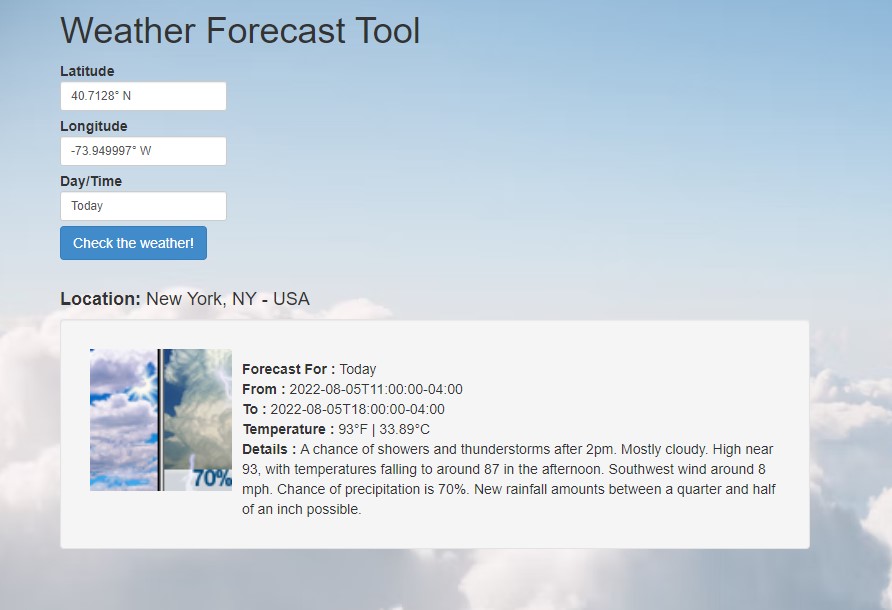 Weather Forecast Tool
Latitude
40.7128° N
Longitude
-73.949997° W
Day/Time
Today
Check the weather!
Location: New York, NY - USA
Forecast For : Today
From : 2022-08-05T11:00:00-04:00
To : 2022-08-05T18:00:00-04:00
Temperature : 93°F | 33.89°C
Details : A chance of showers and thunderstorms after 2pm. Mostly cloudy. High near
93, with temperatures falling to around 87 in the afternoon. Southwest wind around 8
mph. Chance of precipitation is 70%. New rainfall amounts between a quarter and half
of an inch possible.
70%